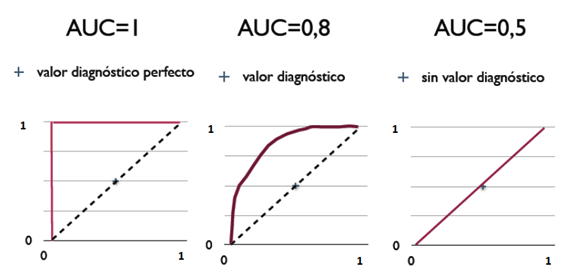 AUC=1
AUC=0,8
AUC=0,5
+ valor diagnóstico perfecto
+ valor diagnóstico
+ sin valor diagnóstico
1
0
0
1
1
0
0
1
1
0
0
1